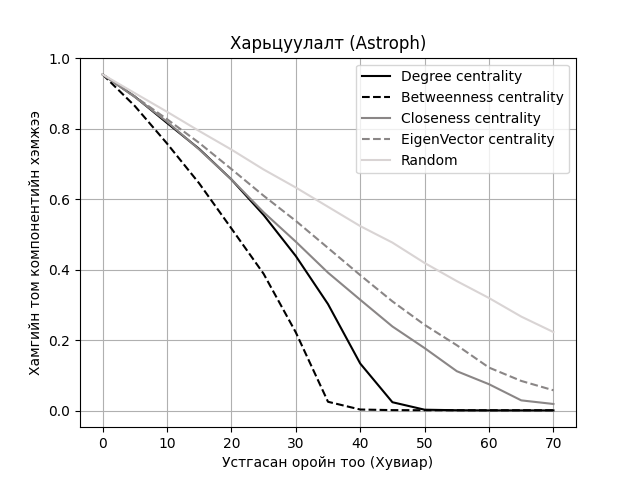 Харьцуулалт (Astroph)
Хамгийн том компонентийн хэмжээ
1.0
0.8
0.6
0.4
0.2
0.0
Degree centrality
Betweenness centrality
Closeness centrality
EigenVector centrality
Random
0 10 20 30 40 50 60 70
Устгасан оройн тоо (Хувиар)